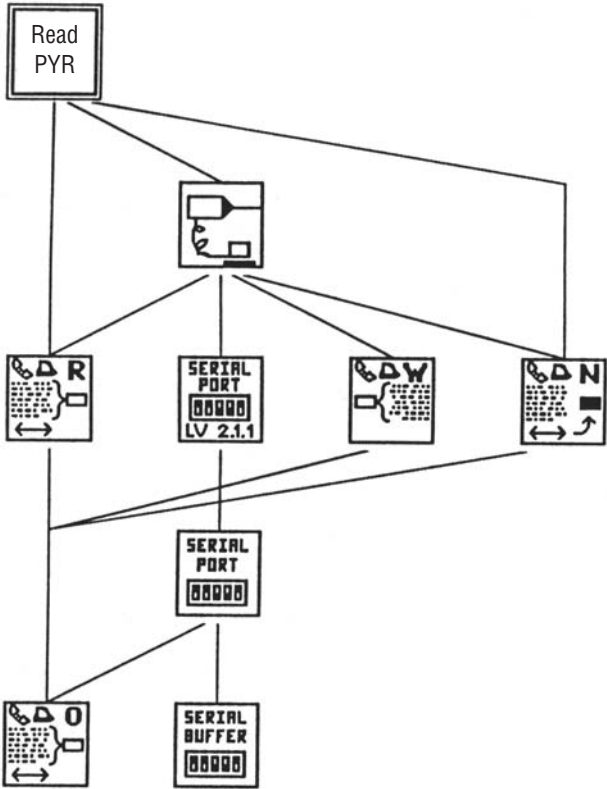 Read
PYR
R
SERIAL
PORT
LV 2.1.1
W
N
SERIAL
PORT
O
SERIAL
BUFFER